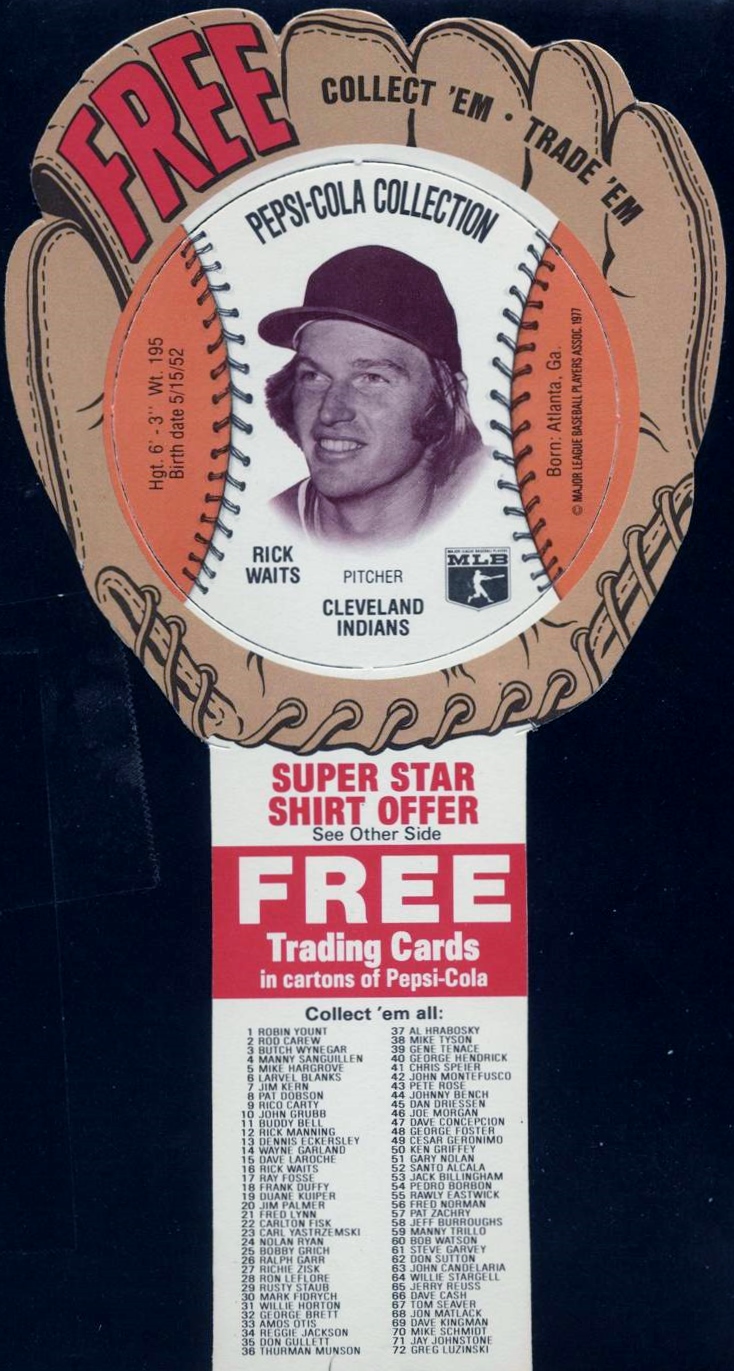 FREE
COLLECT 'EM • TRADE 'EM
PEPSI-COLA COLLECTION
Hgt. 6' - 3'' Wt. 195
Birth date 5/15/52
Born: Atlanta, Ga.
© MAJOR LEAGUE BASEBALL PLAYERS ASSOC. 1977
RICK
WAITS
PITCHER
CLEVELAND
INDIANS
MAJOR LEAGUE BASEBALL PLAYERS
MLB
SUPER STAR
SHIRT OFFER
See Other Side
FREE
Trading Cards
in cartons of Pepsi-Cola
Collect 'em all:
1 ROBIN YOUNT
2 ROD CAREW
3 BUTCH WYNEGAR
4 MANNY SANGUILLEN
5 MIKE HARGROVE
6 LARVEL BLANKS
7 JIM KERN
8 PAT DOBSON
9 RICO CARTY
10 JOHN GRUBB
11 BUDDY BELL
12 RICK MANNING
13 DENNIS ECKERSLEY
14 WAYNE GARLAND
15 DAVE LAROCHE
16 RICK WAITS
17 RAY FOSSE
18 FRANK DUFFY
19 DUANE KUIPER
20 JIM PALMER
21 FRED LYNN
22 CARLTON FISK
23 CARL YASTRZEMSKI
24 NOLAN RYAN
25 BOBBY GRICH
26 RALPH GARR
27 RICHIE ZISK
28 RON LEFLORE
29 RUSTY STAUB
30 MARK FIDRYCH
31 WILLIE HORTON
32 GEORGE BRETT
33 AMOS OTIS
34 REGGIE JACKSON
35 DON GULLETT
36 THURMAN MUNSON
37 AL HRABOSKY
38 MIKE TYSON
39 GENE TENACE
40 GEORGE HENDRICK
41 CHRIS SPEIER
42 JOHN MONTEFUSCO
43 PETE ROSE
44 JOHNNY BENCH
45 DAN DRIESSEN
46 JOE MORGAN
47 DAVE CONCEPCION
48 GEORGE FOSTER
49 CESAR GERONIMO
50 KEN GRIFFEY
51 GARY NOLAN
52 SANTO ALCALA
53 JACK BILLINGHAM
54 PEDRO BORBON
55 RAWLY EASTWICK
56 FRED NORMAN
57 PAT ZACHRY
58 JEFF BURROUGHS
59 MANNY TRILLO
60 BOB WATSON
61 STEVE GARVEY
62 DON SUTTON
63 JOHN CANDELARIA
64 WILLIE STARGELL
65 JERRY REUSS
66 DAVE CASH
67 TOM SEAVER
68 JON MATLACK
69 DAVE KINGMAN
70 MIKE SCHMIDT
71 JAY JOHNSTONE
72 GREG LUZINSKI